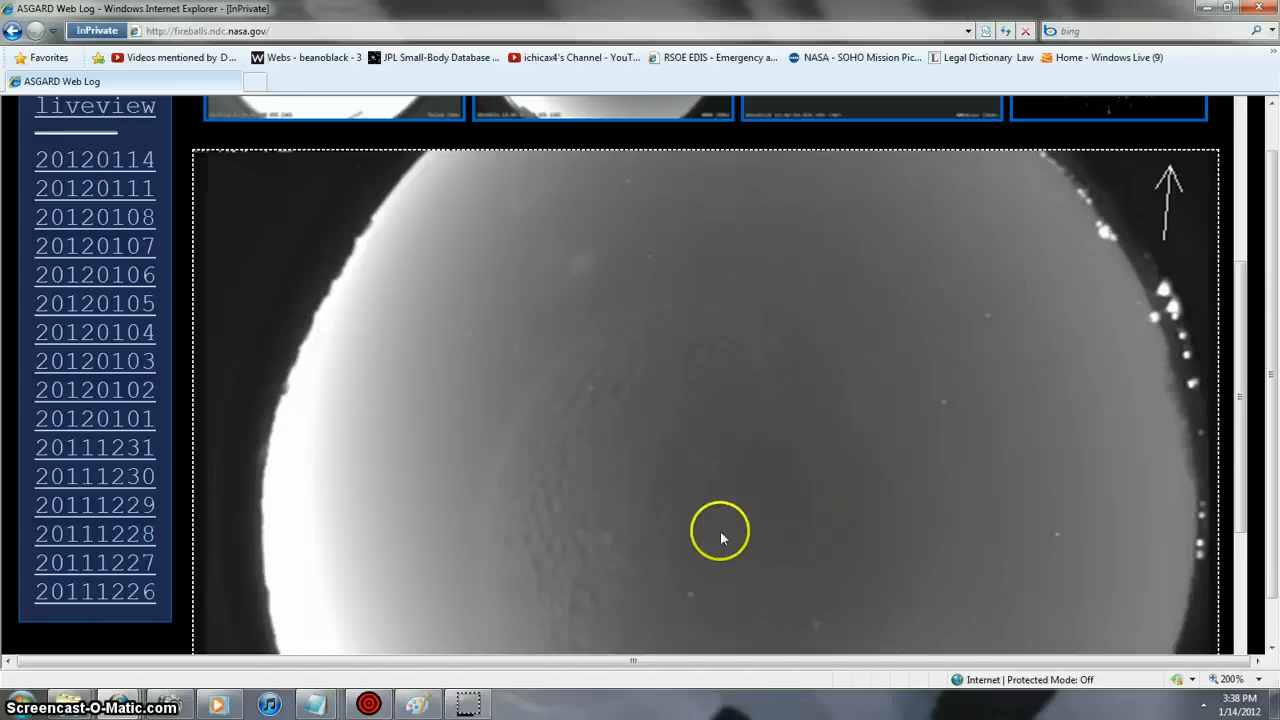 ASGARD Web Log - Windows Internet Explorer - [InPrivate]
InPrivate http://fireballs.ndc.nasa.gov/ bing
Favorites Videos mentioned by D... Webs - beanoblack - 3 JPL Small-Body Database ... ichicax4's Channel - YouT... RSOE EDIS - Emergency a... NASA - SOHO Mission Pic... Legal Dictionary Law Home - Windows Live (9)
ASGARD Web Log
liveview
20120114
20120111
20120108
20120107
20120106
20120105
20120104
20120103
20120102
20120101
20111231
20111230
20111229
20111228
20111227
20111226
Internet | Protected Mode: Off 200%
Screencast-O-Matic.com
3:38 PM
1/14/2012